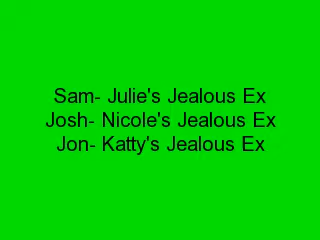 Sam- Julie's Jealous Ex
Josh- Nicole's Jealous Ex
Jon- Katty's Jealous Ex